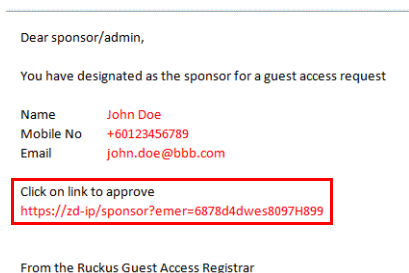 Dear sponsor/admin,
You have designated as the sponsor for a guest access request
Name John Doe
Mobile No +60123456789
Email john.doe@bbb.com
Click on link to approve
https://zd-ip/sponsor?emer=6878d4dwes8097H899
From the Ruckus Guest Access Registrar